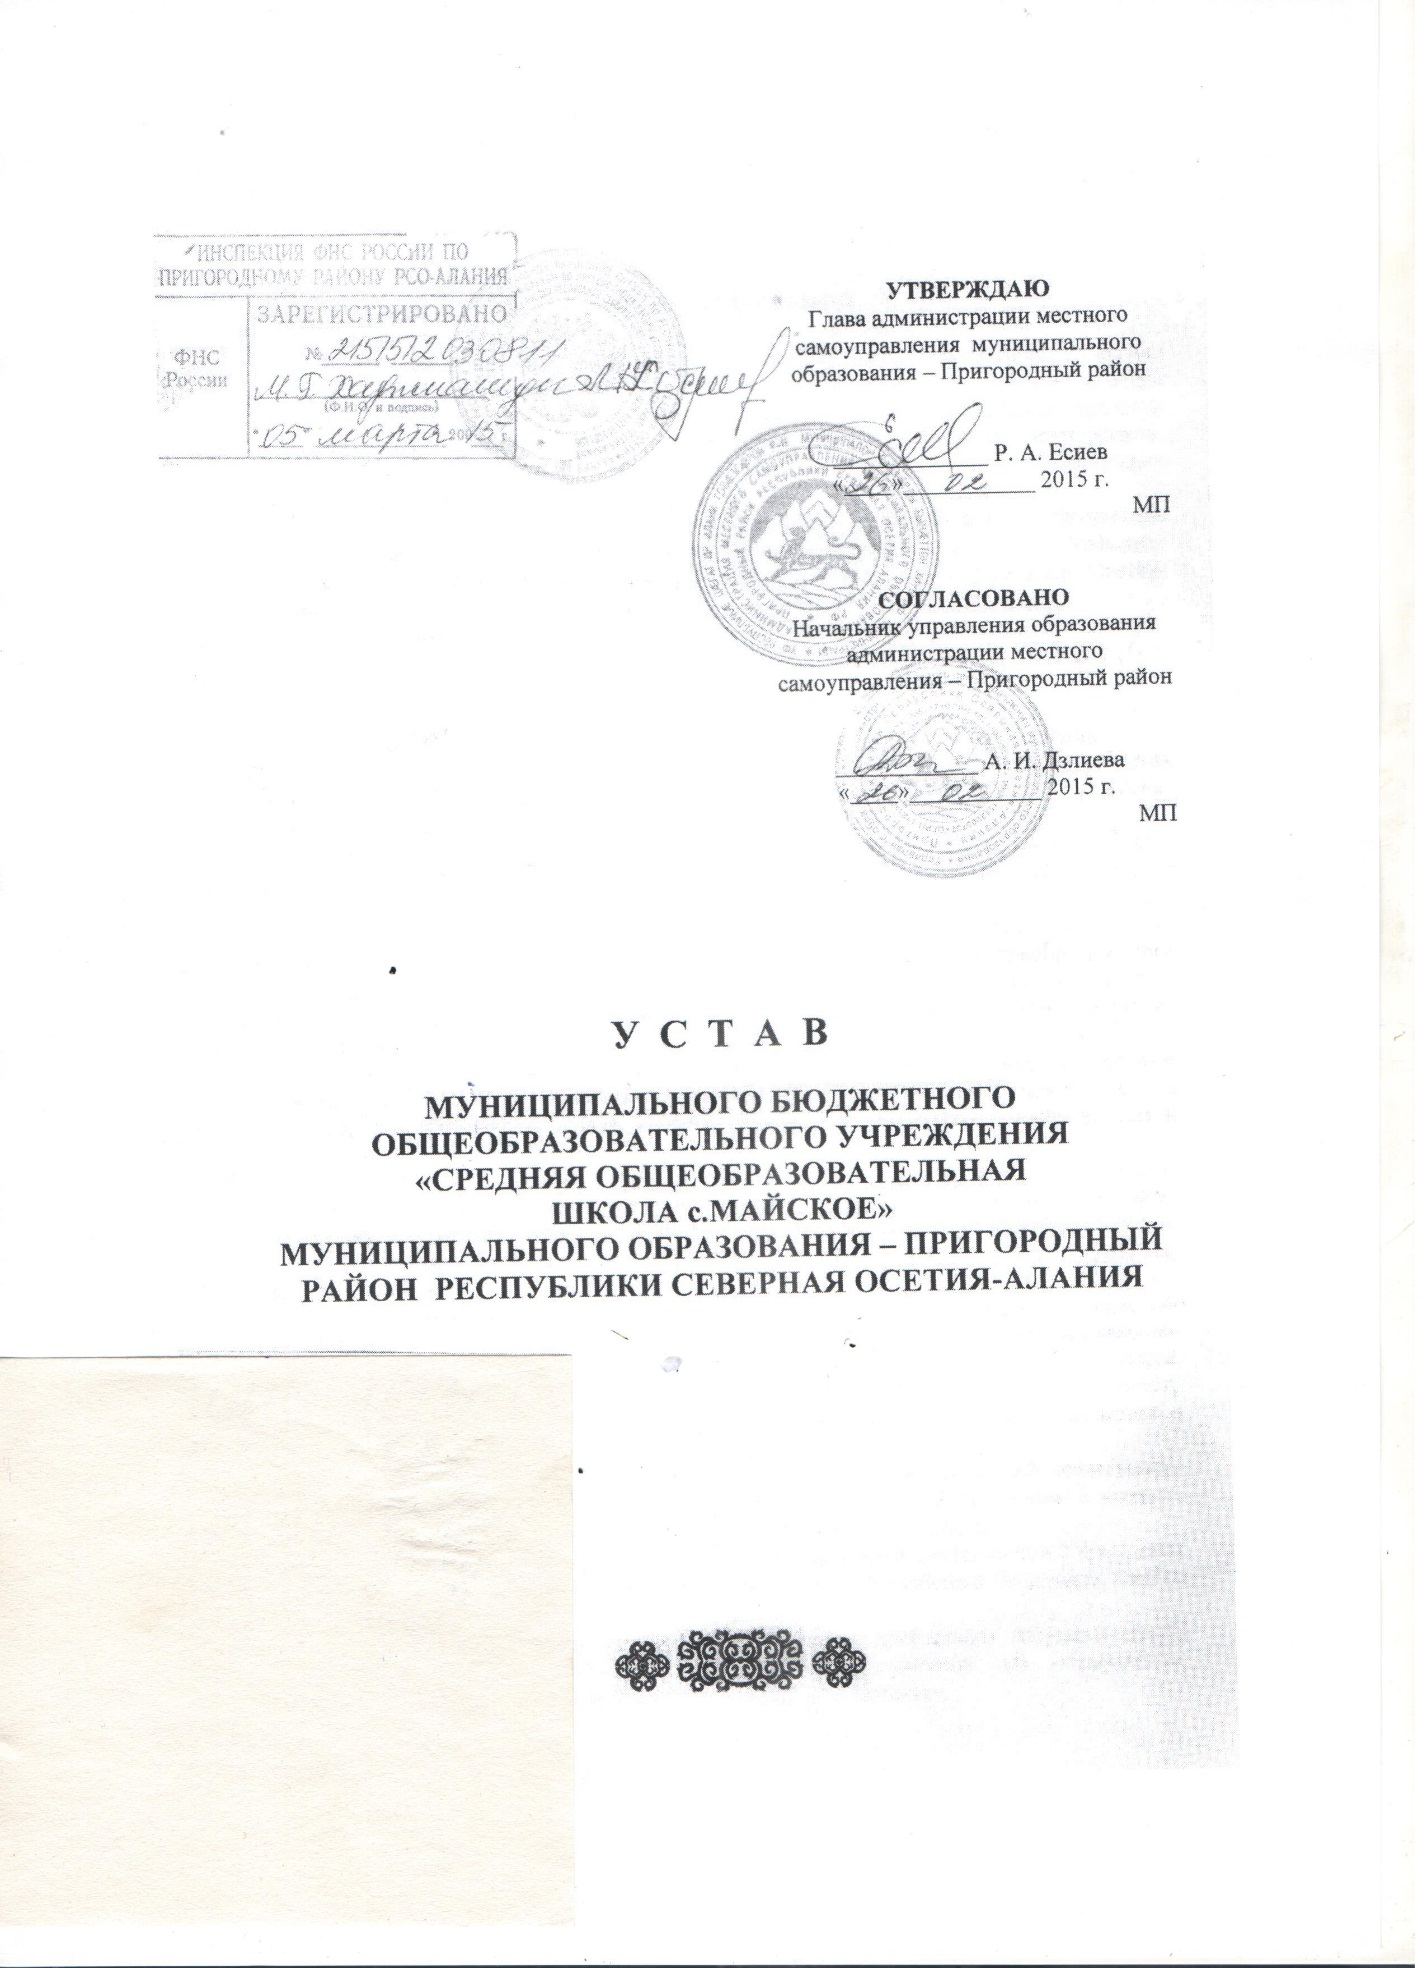 ИНСПЕКЦИЯ ФНС РОССИИ ПО
ПРИГОРОДНОМУ РАЙОНУ РСО-АЛАНИЯ
ФНС
России
ЗАРЕГИСТРИРОВАНО
№ 2151512030811
М.Г.
(Ф.И.О. и подпись)
"05" марта 2015 г.
УТВЕРЖДАЮ
Глава администрации местного
самоуправления муниципального
образования – Пригородный район
Р. А. Есиев
«26» 02 2015 г.
МП
СОГЛАСОВАНО
Начальник управления образования
администрации местного
самоуправления – Пригородный район
А. И. Дзлиева
«26» 02 2015 г.
МП
У С Т А В
МУНИЦИПАЛЬНОГО БЮДЖЕТНОГО
ОБЩЕОБРАЗОВАТЕЛЬНОГО УЧРЕЖДЕНИЯ
«СРЕДНЯЯ ОБЩЕОБРАЗОВАТЕЛЬНАЯ
ШКОЛА с.МАЙСКОЕ»
МУНИЦИПАЛЬНОГО ОБРАЗОВАНИЯ – ПРИГОРОДНЫЙ
РАЙОН РЕСПУБЛИКИ СЕВЕРНАЯ ОСЕТИЯ-АЛАНИЯ